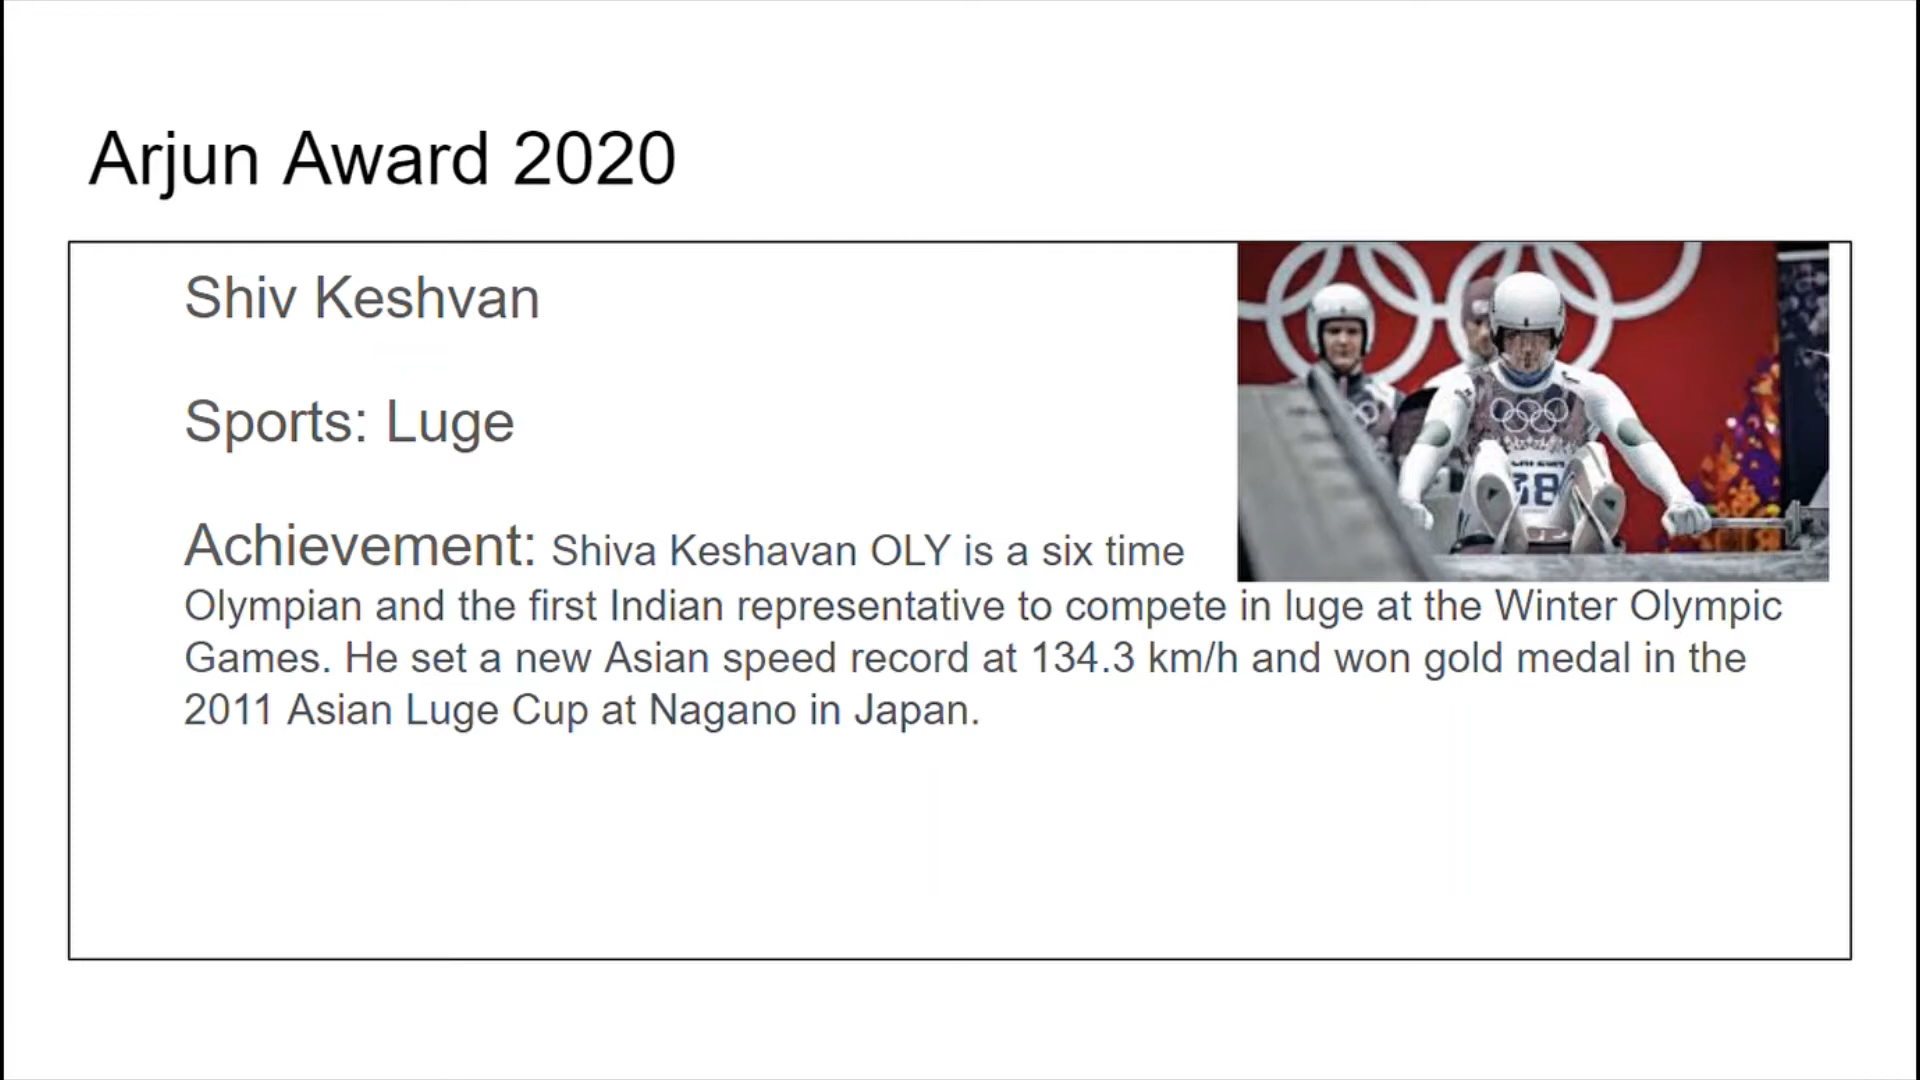 Arjun Award 2020
Shiv Keshvan
Sports: Luge
Achievement: Shiva Keshavan OLY is a six time
Olympian and the first Indian representative to compete in luge at the Winter Olympic
Games. He set a new Asian speed record at 134.3 km/h and won gold medal in the
2011 Asian Luge Cup at Nagano in Japan.